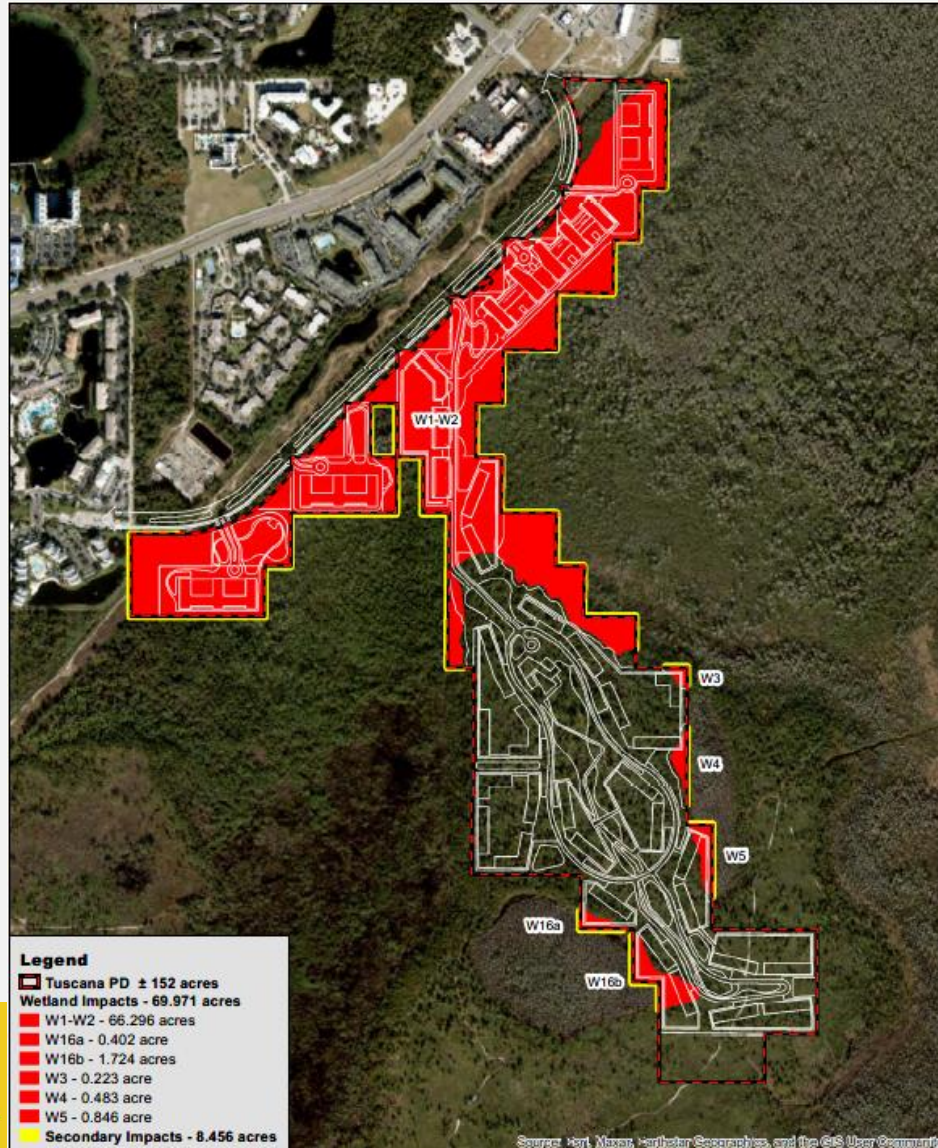 W1-W2
W3
W4
W5
W16a
W16b
Legend
Tuscana PD ± 152 acres
Wetland Impacts - 69.971 acres
W1-W2 - 66.296 acres
W16a - 0.402 acre
W16b - 1.724 acres
W3 - 0.223 acre
W4 - 0.483 acre
W5 - 0.846 acre
Secondary Impacts - 8.456 acres
Source: Esri, Maxar, Earthstar Geographics, and the GIS User Communit